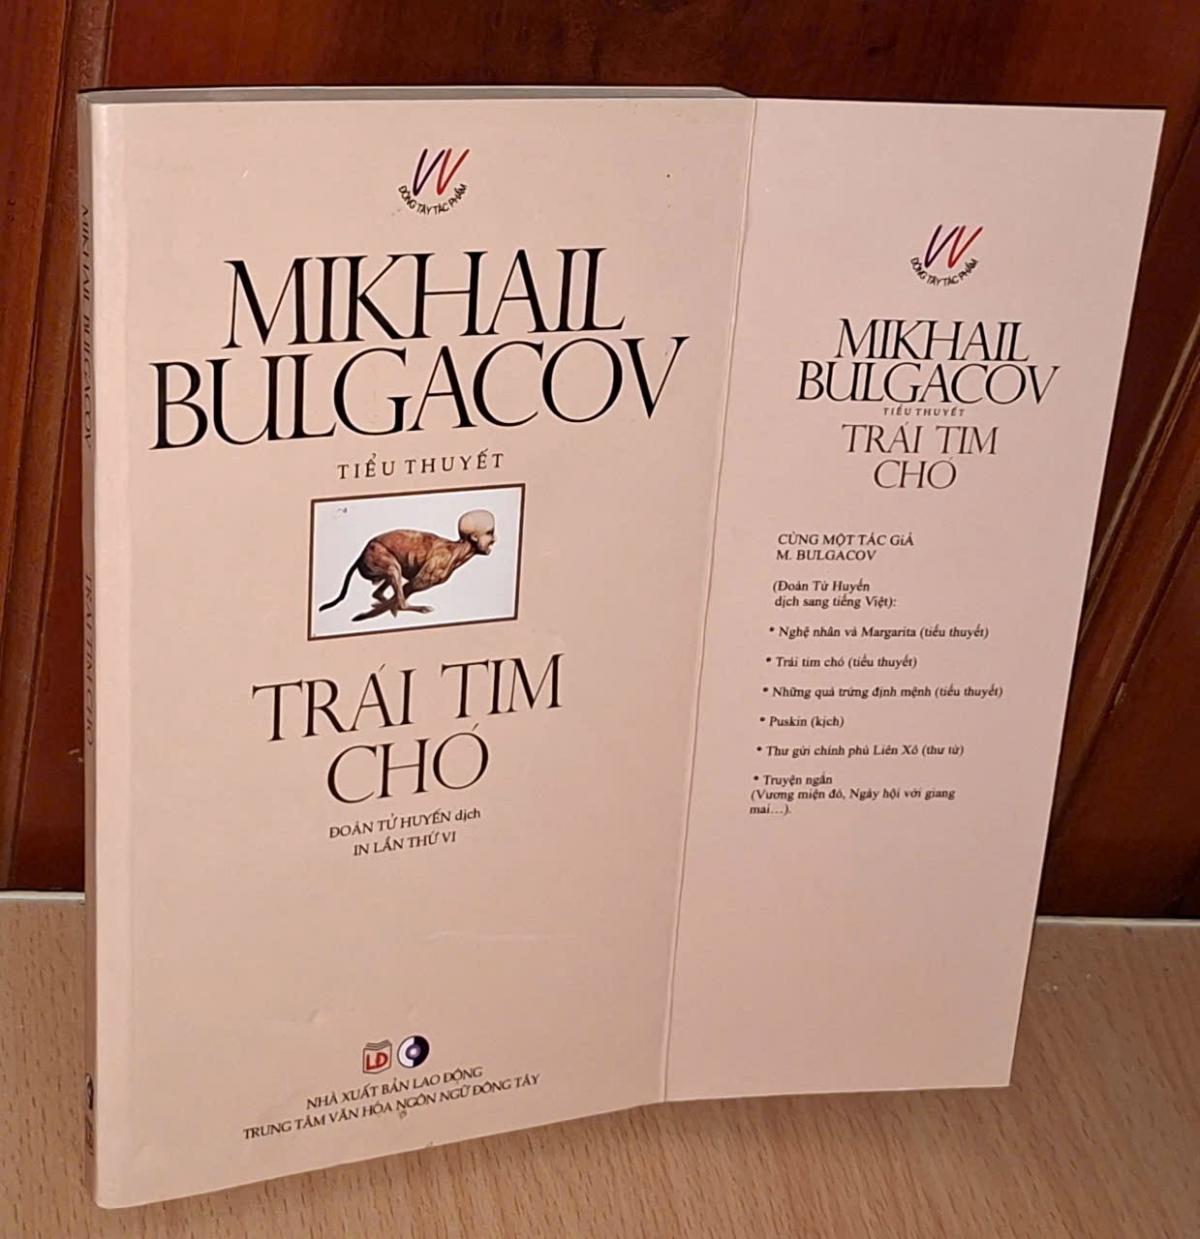 ĐÔNG TÂY TÁC PHẨM
MIKHAIL
BULGACOV
TIỂU THUYẾT
TRÁI TIM
CHÓ
ĐOÀN TỬ HUYẾN dịch
IN LẦN THỨ VI
LĐ
NHÀ XUẤT BẢN LAO ĐỘNG
TRUNG TÂM VĂN HÓA NGÔN NGỮ ĐÔNG TÂY
MIKHAIL BULGACOV
TRÁI TIM CHÓ
ĐÔNG TÂY TÁC PHẨM
MIKHAIL
BULGACOV
TIỂU THUYẾT
TRÁI TIM
CHÓ
CÙNG MỘT TÁC GiẢ
M. BULGACOV
(Đoàn Tử Huyến
dịch sang tiếng Việt):
* Nghệ nhân và Margarita (tiểu thuyết)
* Trái tim chó (tiểu thuyết)
* Những quả trứng định mệnh (tiểu thuyết)
* Puskin (kịch)
* Thư gửi chính phủ Liên Xô (thư từ)
* Truyện ngắn
(Vương miện đỏ, Ngày hội với giang
mai...).